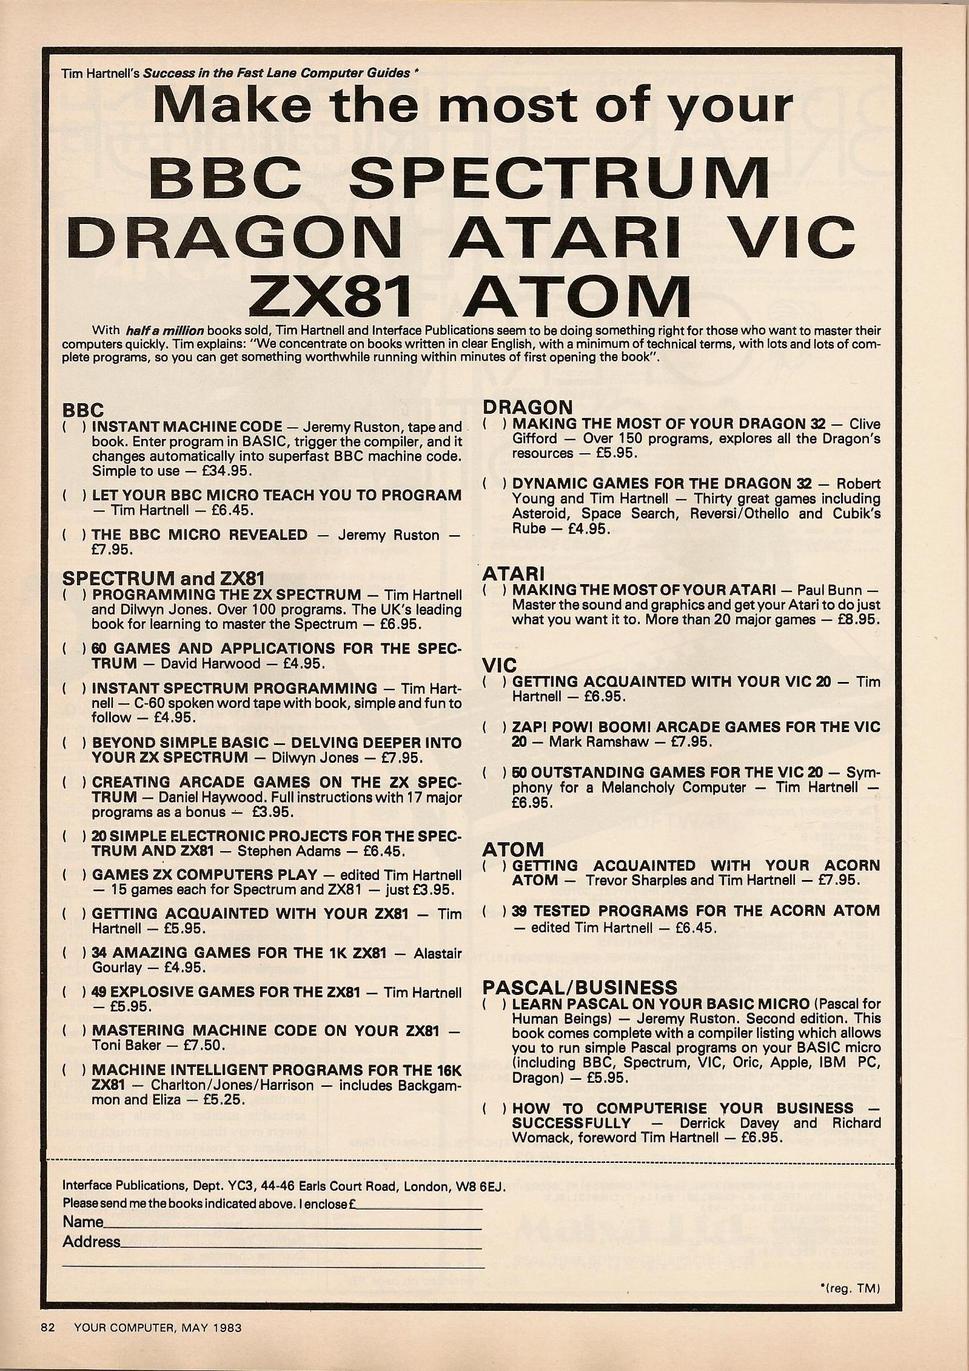 Tim Hartnell's Success in the Fast Lane Computer Guides *
Make the most of your
BBC SPECTRUM
DRAGON ATARI VIC
ZX81 ATOM
With half a million books sold, Tim Hartnell and Interface Publications seem to be doing something right for those who want to master their
computers quickly. Tim explains: "We concentrate on books written in clear English, with a minimum of technical terms, with lots and lots of com-
plete programs, so you can get something worthwhile running within minutes of first opening the book".
BBC
( ) INSTANT MACHINE CODE — Jeremy Ruston, tape and
book. Enter program in BASIC, trigger the compiler, and it
changes automatically into superfast BBC machine code.
Simple to use — £34.95.
( ) LET YOUR BBC MICRO TEACH YOU TO PROGRAM
— Tim Hartnell — £6.45.
( ) THE BBC MICRO REVEALED — Jeremy Ruston —
£7.95.
SPECTRUM and ZX81
( ) PROGRAMMING THE ZX SPECTRUM — Tim Hartnell
and Dilwyn Jones. Over 100 programs. The UK's leading
book for learning to master the Spectrum — £6.95.
( ) 60 GAMES AND APPLICATIONS FOR THE SPEC-
TRUM — David Harwood — £4.95.
( ) INSTANT SPECTRUM PROGRAMMING — Tim Hart-
nell — C-60 spoken word tape with book, simple and fun to
follow — £4.95.
( ) BEYOND SIMPLE BASIC — DELVING DEEPER INTO
YOUR ZX SPECTRUM — Dilwyn Jones — £7.95.
( ) CREATING ARCADE GAMES ON THE ZX SPEC-
TRUM — Daniel Haywood. Full instructions with 17 major
programs as a bonus — £3.95.
( ) 20 SIMPLE ELECTRONIC PROJECTS FOR THE SPEC-
TRUM AND ZX81 — Stephen Adams — £6.45.
( ) GAMES ZX COMPUTERS PLAY — edited Tim Hartnell
— 15 games each for Spectrum and ZX81 — just £3.95.
( ) GETTING ACQUAINTED WITH YOUR ZX81 — Tim
Hartnell — £5.95.
( ) 34 AMAZING GAMES FOR THE 1K ZX81 — Alastair
Gourlay — £4.95.
( ) 49 EXPLOSIVE GAMES FOR THE ZX81 — Tim Hartnell
— £5.95.
( ) MASTERING MACHINE CODE ON YOUR ZX81 —
Toni Baker — £7.50.
( ) MACHINE INTELLIGENT PROGRAMS FOR THE 16K
ZX81 — Charlton/Jones/Harrison — includes Backgam-
mon and Eliza — £5.25.
DRAGON
( ) MAKING THE MOST OF YOUR DRAGON 32 — Clive
Gifford — Over 150 programs, explores all the Dragon's
resources — £5.95.
( ) DYNAMIC GAMES FOR THE DRAGON 32 — Robert
Young and Tim Hartnell — Thirty great games including
Asteroid, Space Search, Reversi/Othello and Cubik's
Rube — £4.95.
ATARI
( ) MAKING THE MOST OF YOUR ATARI — Paul Bunn —
Master the sound and graphics and get your Atari to do just
what you want it to. More than 20 major games — £8.95.
VIC
( ) GETTING ACQUAINTED WITH YOUR VIC 20 — Tim
Hartnell — £6.95.
( ) ZAP! POW! BOOM! ARCADE GAMES FOR THE VIC
20 — Mark Ramshaw — £7.95.
( ) 50 OUTSTANDING GAMES FOR THE VIC 20 — Sym-
phony for a Melancholy Computer — Tim Hartnell —
£6.95.
ATOM
( ) GETTING ACQUAINTED WITH YOUR ACORN
ATOM — Trevor Sharples and Tim Hartnell — £7.95.
( ) 39 TESTED PROGRAMS FOR THE ACORN ATOM
— edited Tim Hartnell — £6.45.
PASCAL/BUSINESS
( ) LEARN PASCAL ON YOUR BASIC MICRO (Pascal for
Human Beings) — Jeremy Ruston. Second edition. This
book comes complete with a compiler listing which allows
you to run simple Pascal programs on your BASIC micro
(including BBC, Spectrum, VIC, Oric, Apple, IBM PC,
Dragon) — £5.95.
( ) HOW TO COMPUTERISE YOUR BUSINESS —
SUCCESSFULLY — Derrick Davey and Richard
Womack, foreword Tim Hartnell — £6.95.
Interface Publications, Dept. YC3, 44-46 Earls Court Road, London, W8 6EJ.
Please send me the books indicated above. I enclose £
Name
Address
*(reg. TM)
82 YOUR COMPUTER, MAY 1983